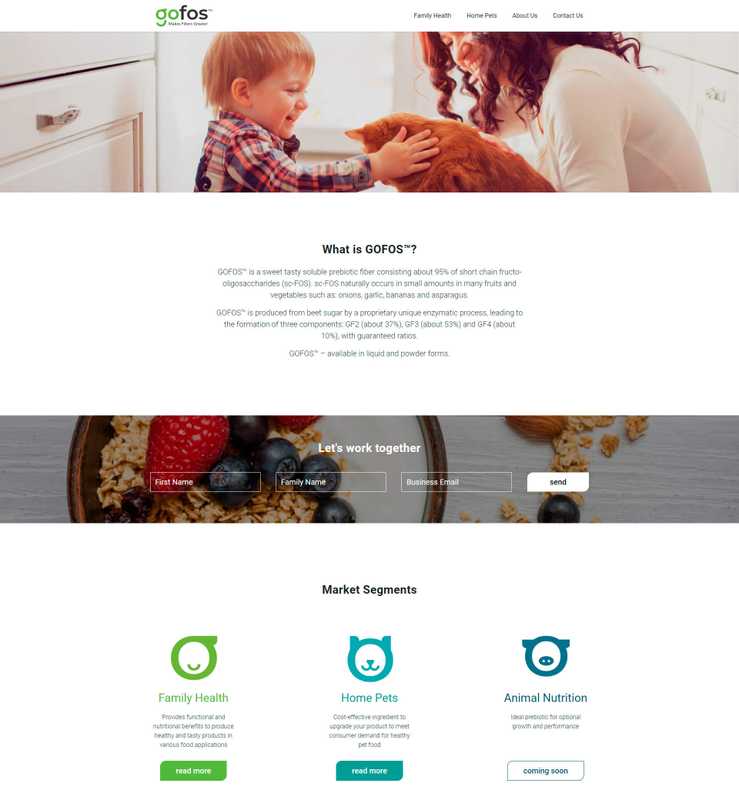 gofos™
Makes Fibers Greater
Family Health
Home Pets
About Us
Contact Us
What is GOFOS™?
GOFOS™ is a sweet tasty soluble prebiotic fiber consisting about 95% of short chain fructo-
oligosaccharides (sc-FOS). sc-FOS naturally occurs in small amounts in many fruits and
vegetables such as: onions, garlic, bananas and asparagus.
GOFOS™ is produced from beet sugar by a proprietary unique enzymatic process, leading to
the formation of three components: GF2 (about 37%), GF3 (about 53%) and GF4 (about
10%), with guaranteed ratios.
GOFOS™ – available in liquid and powder forms.
Let's work together
First Name
Family Name
Business Email
send
Market Segments
Family Health
Provides functional and
nutritional benefits to produce
healthy and tasty products in
various food applications
read more
Home Pets
Cost-effective ingredient to
upgrade your product to meet
consumer demand for healthy
pet food
read more
Animal Nutrition
Ideal prebiotic for optional
growth and performance
coming soon